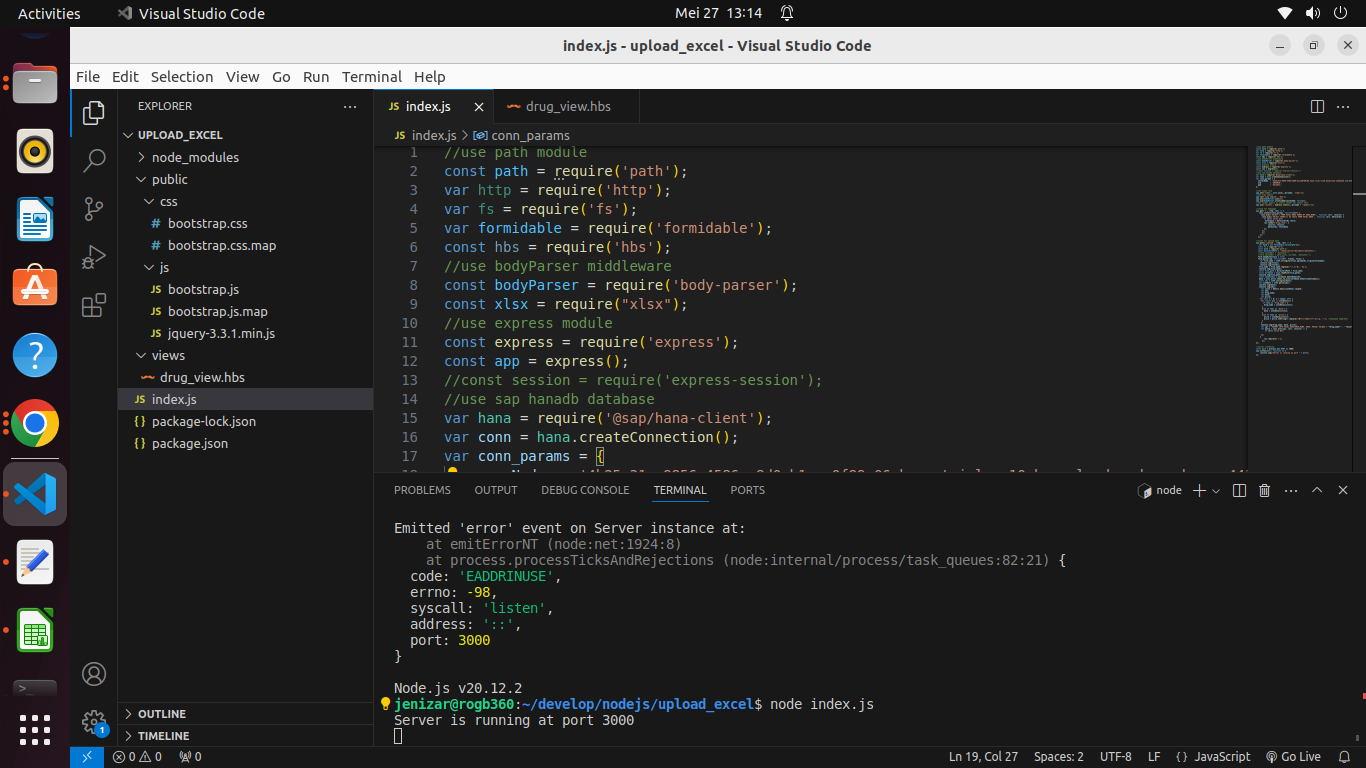 Activities
Visual Studio Code
Mei 27 13:14
index.js - upload_excel - Visual Studio Code
File Edit Selection View Go Run Terminal Help
EXPLORER
UPLOAD_EXCEL
node_modules
public
css
# bootstrap.css
# bootstrap.css.map
js
JS bootstrap.js
JS bootstrap.js.map
JS jquery-3.3.1.min.js
views
drug_view.hbs
JS index.js
{} package-lock.json
{} package.json
OUTLINE
TIMELINE
1
JS index.js
drug_view.hbs
JS index.js > conn_params
1 //use path module
2 const path = require('path');
3 var http = require('http');
4 var fs = require('fs');
5 var formidable = require('formidable');
6 const hbs = require('hbs');
7 //use bodyParser middleware
8 const bodyParser = require('body-parser');
9 const xlsx = require("xlsx");
10 //use express module
11 const express = require('express');
12 const app = express();
13 //const session = require('express-session');
14 //use sap hanadb database
15 var hana = require('@sap/hana-client');
16 var conn = hana.createConnection();
17 var conn_params = {
PROBLEMS OUTPUT DEBUG CONSOLE TERMINAL PORTS
node
Emitted 'error' event on Server instance at:
at emitErrorNT (node:net:1924:8)
at process.processTicksAndRejections (node:internal/process/task_queues:82:21) {
code: 'EADDRINUSE',
errno: -98,
syscall: 'listen',
address: '::',
port: 3000
}
Node.js v20.12.2
jenizar@rogb360:~/develop/nodejs/upload_excel$ node index.js
Server is running at port 3000
0 0 0
Ln 19, Col 27 Spaces: 2 UTF-8 LF {} JavaScript Go Live